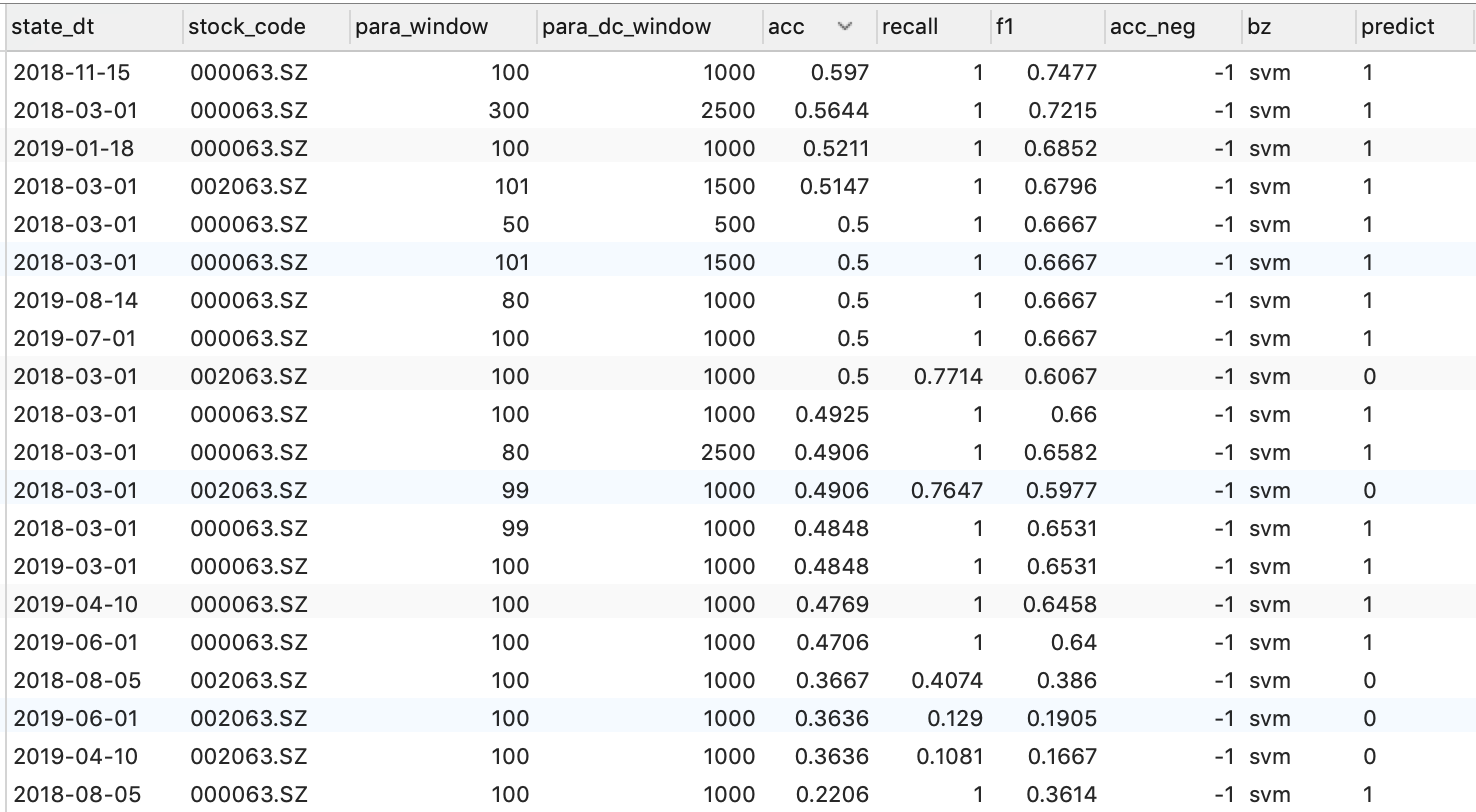 state_dt stock_code para_window para_dc_window acc recall f1 acc_neg bz predict
2018-11-15 000063.SZ 100 1000 0.597 1 0.7477 -1 svm 1
2018-03-01 000063.SZ 300 2500 0.5644 1 0.7215 -1 svm 1
2019-01-18 000063.SZ 100 1000 0.5211 1 0.6852 -1 svm 1
2018-03-01 002063.SZ 101 1500 0.5147 1 0.6796 -1 svm 1
2018-03-01 000063.SZ 50 500 0.5 1 0.6667 -1 svm 1
2018-03-01 000063.SZ 101 1500 0.5 1 0.6667 -1 svm 1
2019-08-14 000063.SZ 80 1000 0.5 1 0.6667 -1 svm 1
2019-07-01 000063.SZ 100 1000 0.5 1 0.6667 -1 svm 1
2018-03-01 002063.SZ 100 1000 0.5 0.7714 0.6067 -1 svm 0
2018-03-01 000063.SZ 100 1000 0.4925 1 0.66 -1 svm 1
2018-03-01 000063.SZ 80 2500 0.4906 1 0.6582 -1 svm 1
2018-03-01 002063.SZ 99 1000 0.4906 0.7647 0.5977 -1 svm 0
2018-03-01 000063.SZ 99 1000 0.4848 1 0.6531 -1 svm 1
2019-03-01 000063.SZ 100 1000 0.4848 1 0.6531 -1 svm 1
2019-04-10 000063.SZ 100 1000 0.4769 1 0.6458 -1 svm 1
2019-06-01 000063.SZ 100 1000 0.4706 1 0.64 -1 svm 1
2018-08-05 002063.SZ 100 1000 0.3667 0.4074 0.386 -1 svm 0
2019-06-01 002063.SZ 100 1000 0.3636 0.129 0.1905 -1 svm 0
2019-04-10 002063.SZ 100 1000 0.3636 0.1081 0.1667 -1 svm 0
2018-08-05 000063.SZ 100 1000 0.2206 1 0.3614 -1 svm 1